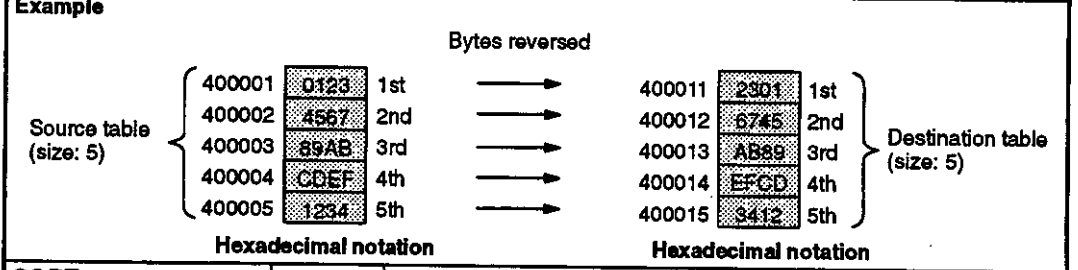 Example
Bytes reversed
400001 0123 1st 400011 2301 1st
400002 4567 2nd 400012 6745 2nd
Source table
(size: 5)
400003 89AB 3rd 400013 AB89 3rd
Destination table
(size: 5)
400004 CDEF 4th 400014 EFCD 4th
400005 1234 5th 400015 3412 5th
Hexadecimal notation Hexadecimal notation